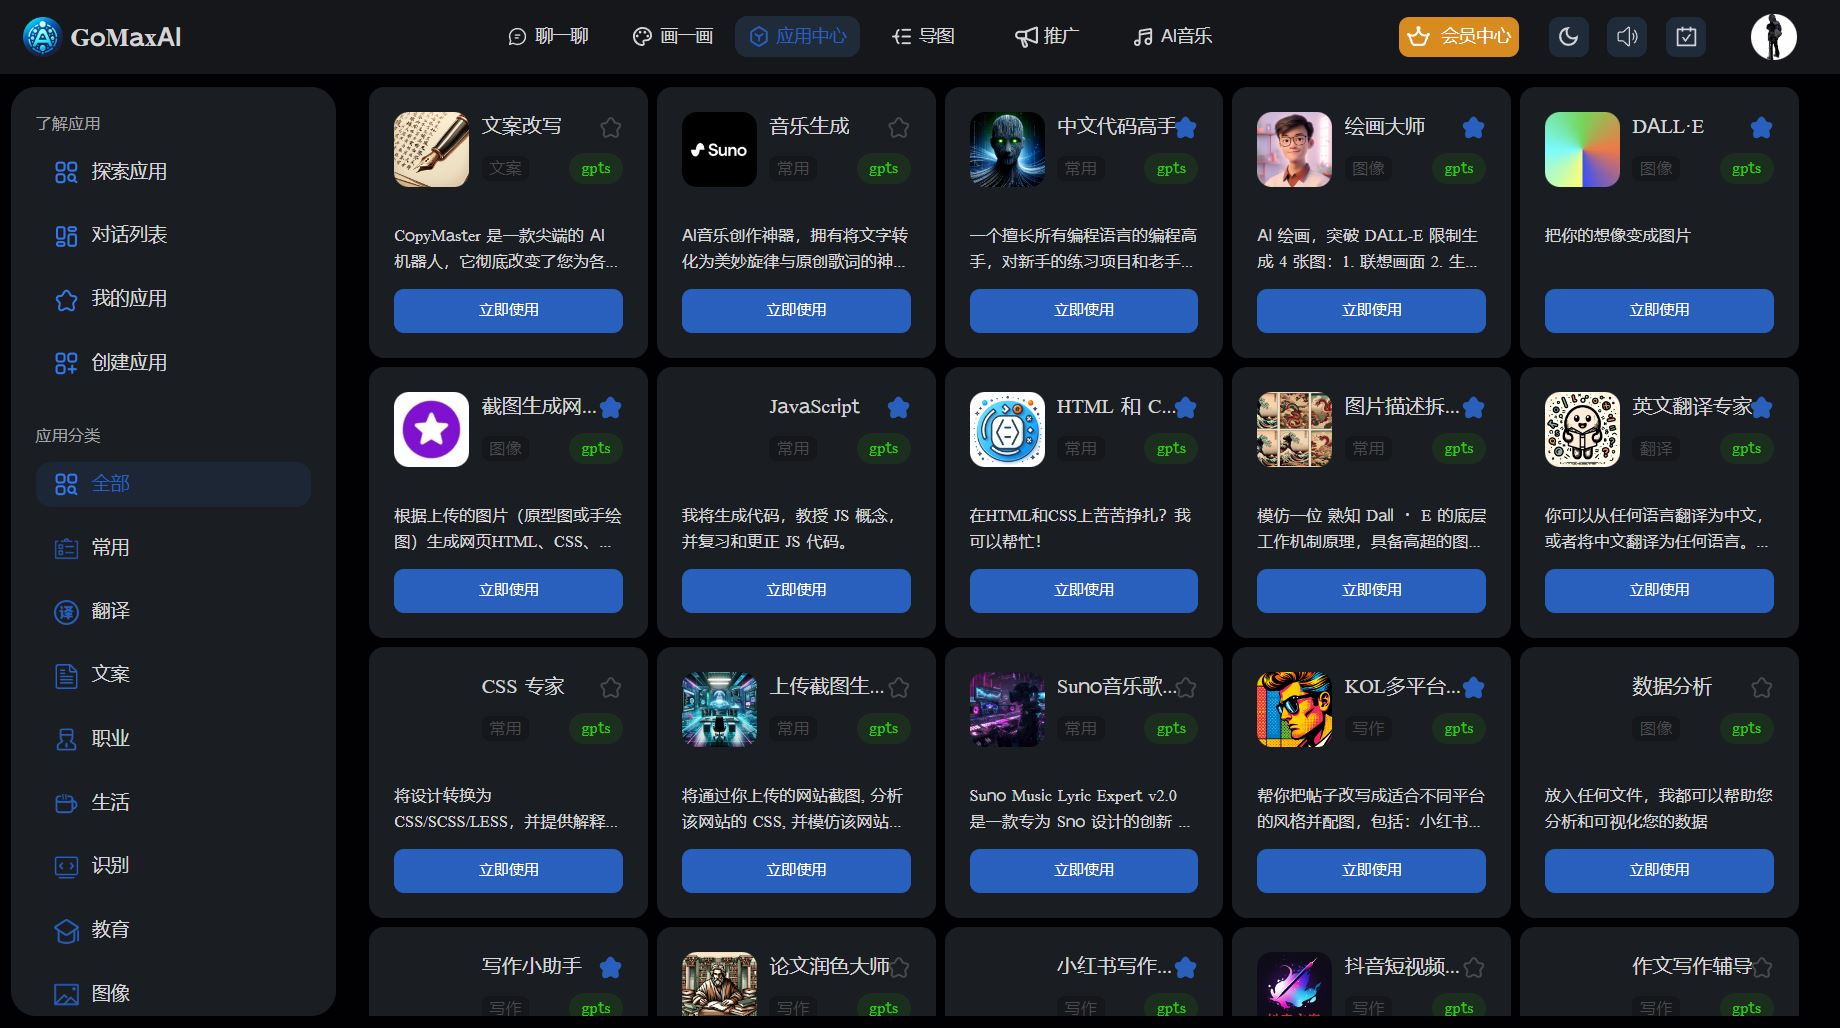 GoMaxAI
聊一聊
画一画
应用中心
导图
推广
AI音乐
会员中心
了解应用
探索应用
对话列表
我的应用
创建应用
应用分类
全部
常用
翻译
文案
职业
生活
识别
教育
图像
文案改写
文案 gpts
CopyMaster 是一款尖端的 AI
机器人，它彻底改变了您为各...
立即使用
Suno
音乐生成
常用 gpts
AI音乐创作神器，拥有将文字转
化为美妙旋律与原创歌词的神...
立即使用
中文代码高手
常用 gpts
一个擅长所有编程语言的编程高
手，对新手的练习项目和老手...
立即使用
绘画大师
图像 gpts
AI 绘画，突破 DALL-E 限制生
成 4 张图：1. 联想画面 2. 生...
立即使用
DALL·E
图像 gpts
把你的想像变成图片
立即使用
截图生成网...
图像 gpts
根据上传的图片（原型图或手绘
图）生成网页HTML、CSS、...
立即使用
JavaScript
常用 gpts
我将生成代码，教授 JS 概念，
并复习和更正 JS 代码。
立即使用
HTML 和 C...
常用 gpts
在HTML和CSS上苦苦挣扎？我
可以帮忙！
立即使用
图片描述拆...
常用 gpts
模仿一位 熟知 Dall · E 的底层
工作机制原理，具备高超的图...
立即使用
英文翻译专家
翻译 gpts
你可以从任何语言翻译为中文，
或者将中文翻译为任何语言。...
立即使用
CSS 专家
常用 gpts
将设计转换为
CSS/SCSS/LESS，并提供解释...
立即使用
上传截图生...
常用 gpts
将通过你上传的网站截图, 分析
该网站的 CSS, 并模仿该网站...
立即使用
Suno音乐歌...
常用 gpts
Suno Music Lyric Expert v2.0
是一款专为 Sno 设计的创新 ...
立即使用
KOL多平台...
写作 gpts
帮你把帖子改写成适合不同平台
的风格并配图，包括：小红书...
立即使用
数据分析
图像 gpts
放入任何文件，我都可以帮助您
分析和可视化您的数据
立即使用
写作小助手
写作 gpts
论文润色大师
写作 gpts
小红书写作...
写作 gpts
抖音短视频...
写作 gpts
作文写作辅导
写作 gpts